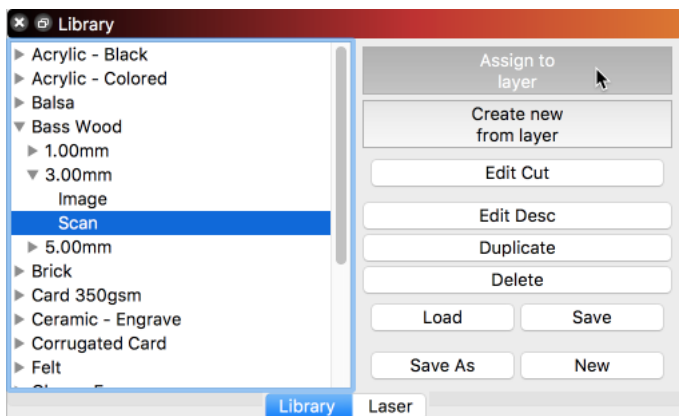 Library
Acrylic - Black
Acrylic - Colored
Balsa
Bass Wood
1.00mm
3.00mm
Image
Scan
5.00mm
Brick
Card 350gsm
Ceramic - Engrave
Corrugated Card
Felt
Assign to
layer
Create new
from layer
Edit Cut
Edit Desc
Duplicate
Delete
Load
Save
Save As
New
Library
Laser